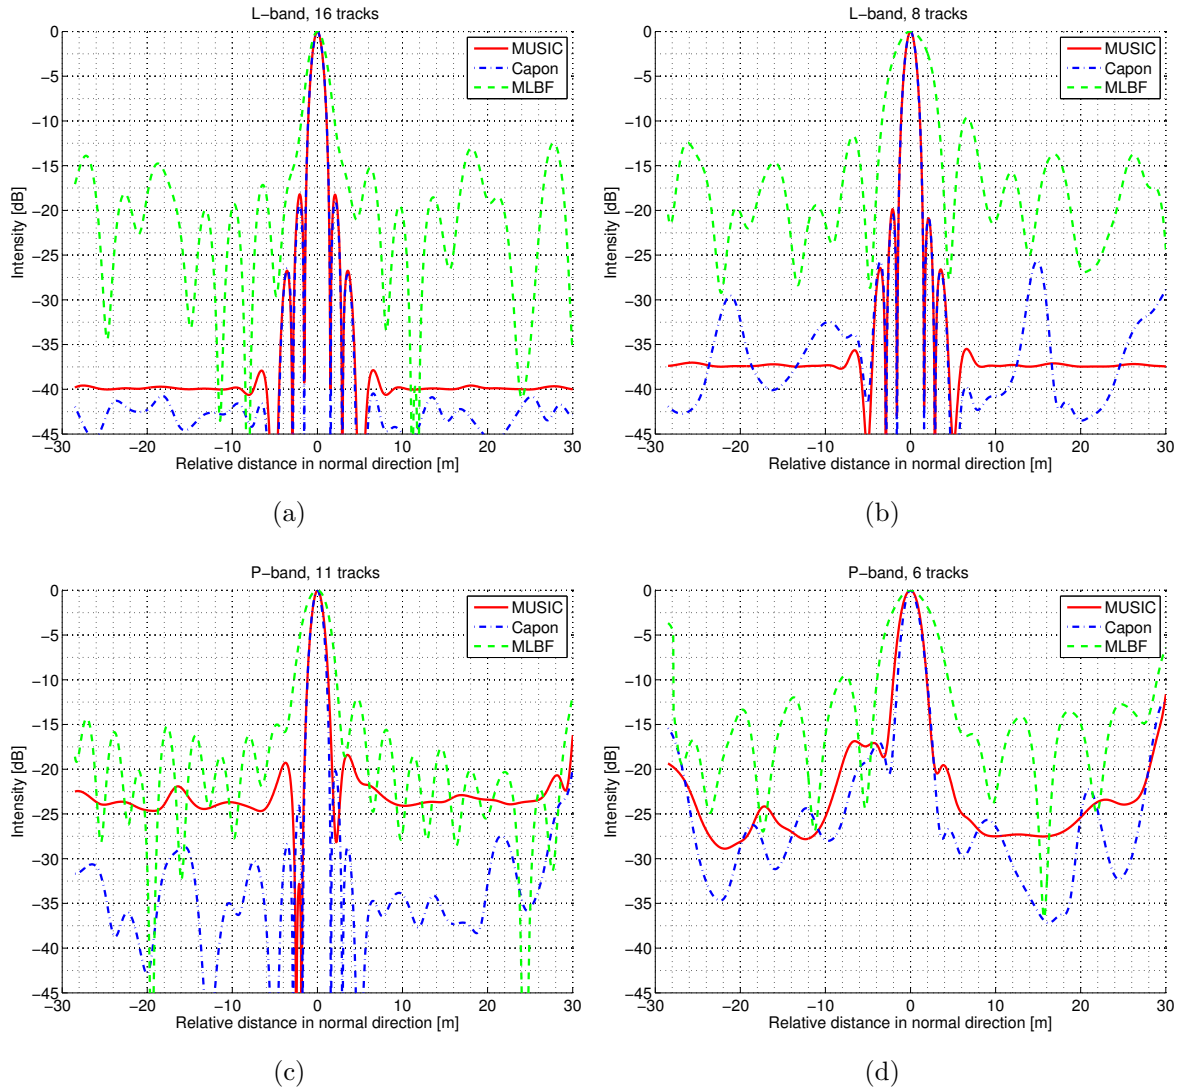 L−band, 16 tracks
0
−5
−10
−15
−20
−25
−30
−35
−40
−45
Intensity [dB]
MUSIC
Capon
MLBF
−30 −20 −10 0 10 20 30
Relative distance in normal direction [m]
(a)
L−band, 8 tracks
0
−5
−10
−15
−20
−25
−30
−35
−40
−45
Intensity [dB]
MUSIC
Capon
MLBF
−30 −20 −10 0 10 20 30
Relative distance in normal direction [m]
(b)
P−band, 11 tracks
0
−5
−10
−15
−20
−25
−30
−35
−40
−45
Intensity [dB]
MUSIC
Capon
MLBF
−30 −20 −10 0 10 20 30
Relative distance in normal direction [m]
(c)
P−band, 6 tracks
0
−5
−10
−15
−20
−25
−30
−35
−40
−45
Intensity [dB]
MUSIC
Capon
MLBF
−30 −20 −10 0 10 20 30
Relative distance in normal direction [m]
(d)